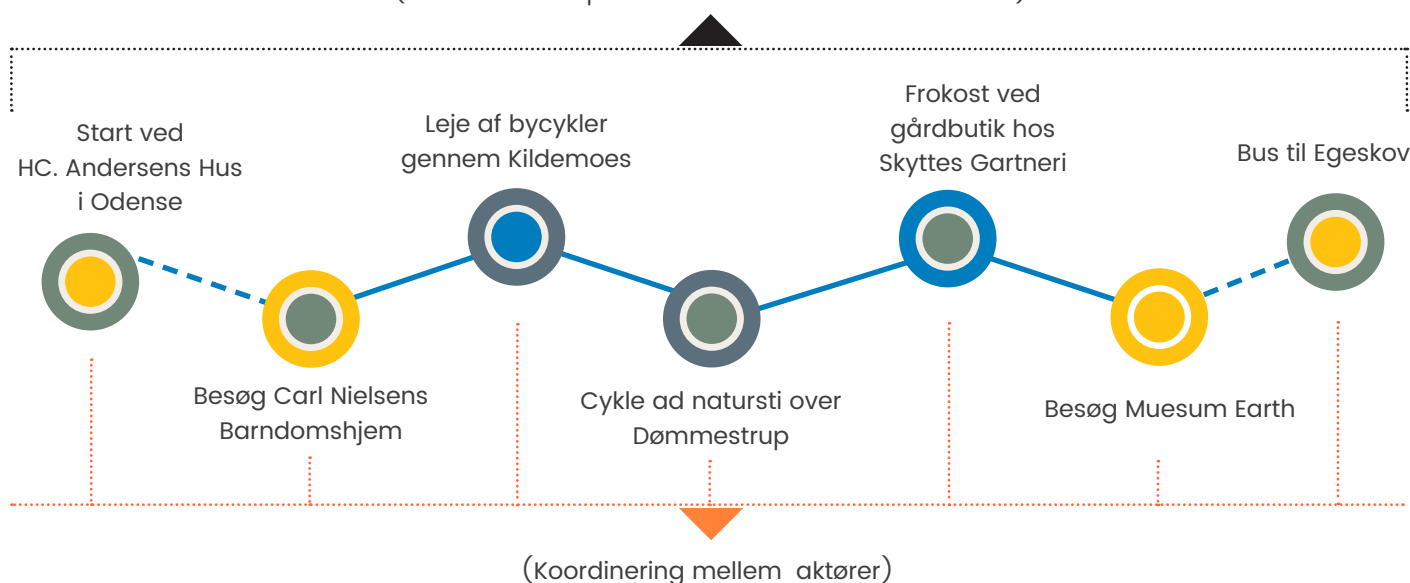 Start ved
HC. Andersens Hus
i Odense
Besøg Carl Nielsens
Barndomshjem
Leje af bycykler
gennem Kildemoes
Cykle ad natursti over
Dømmestrup
Frokost ved
gårdbutik hos
Skyttes Gartneri
Besøg Muesum Earth
Bus til Egeskov
(Koordinering mellem aktører)